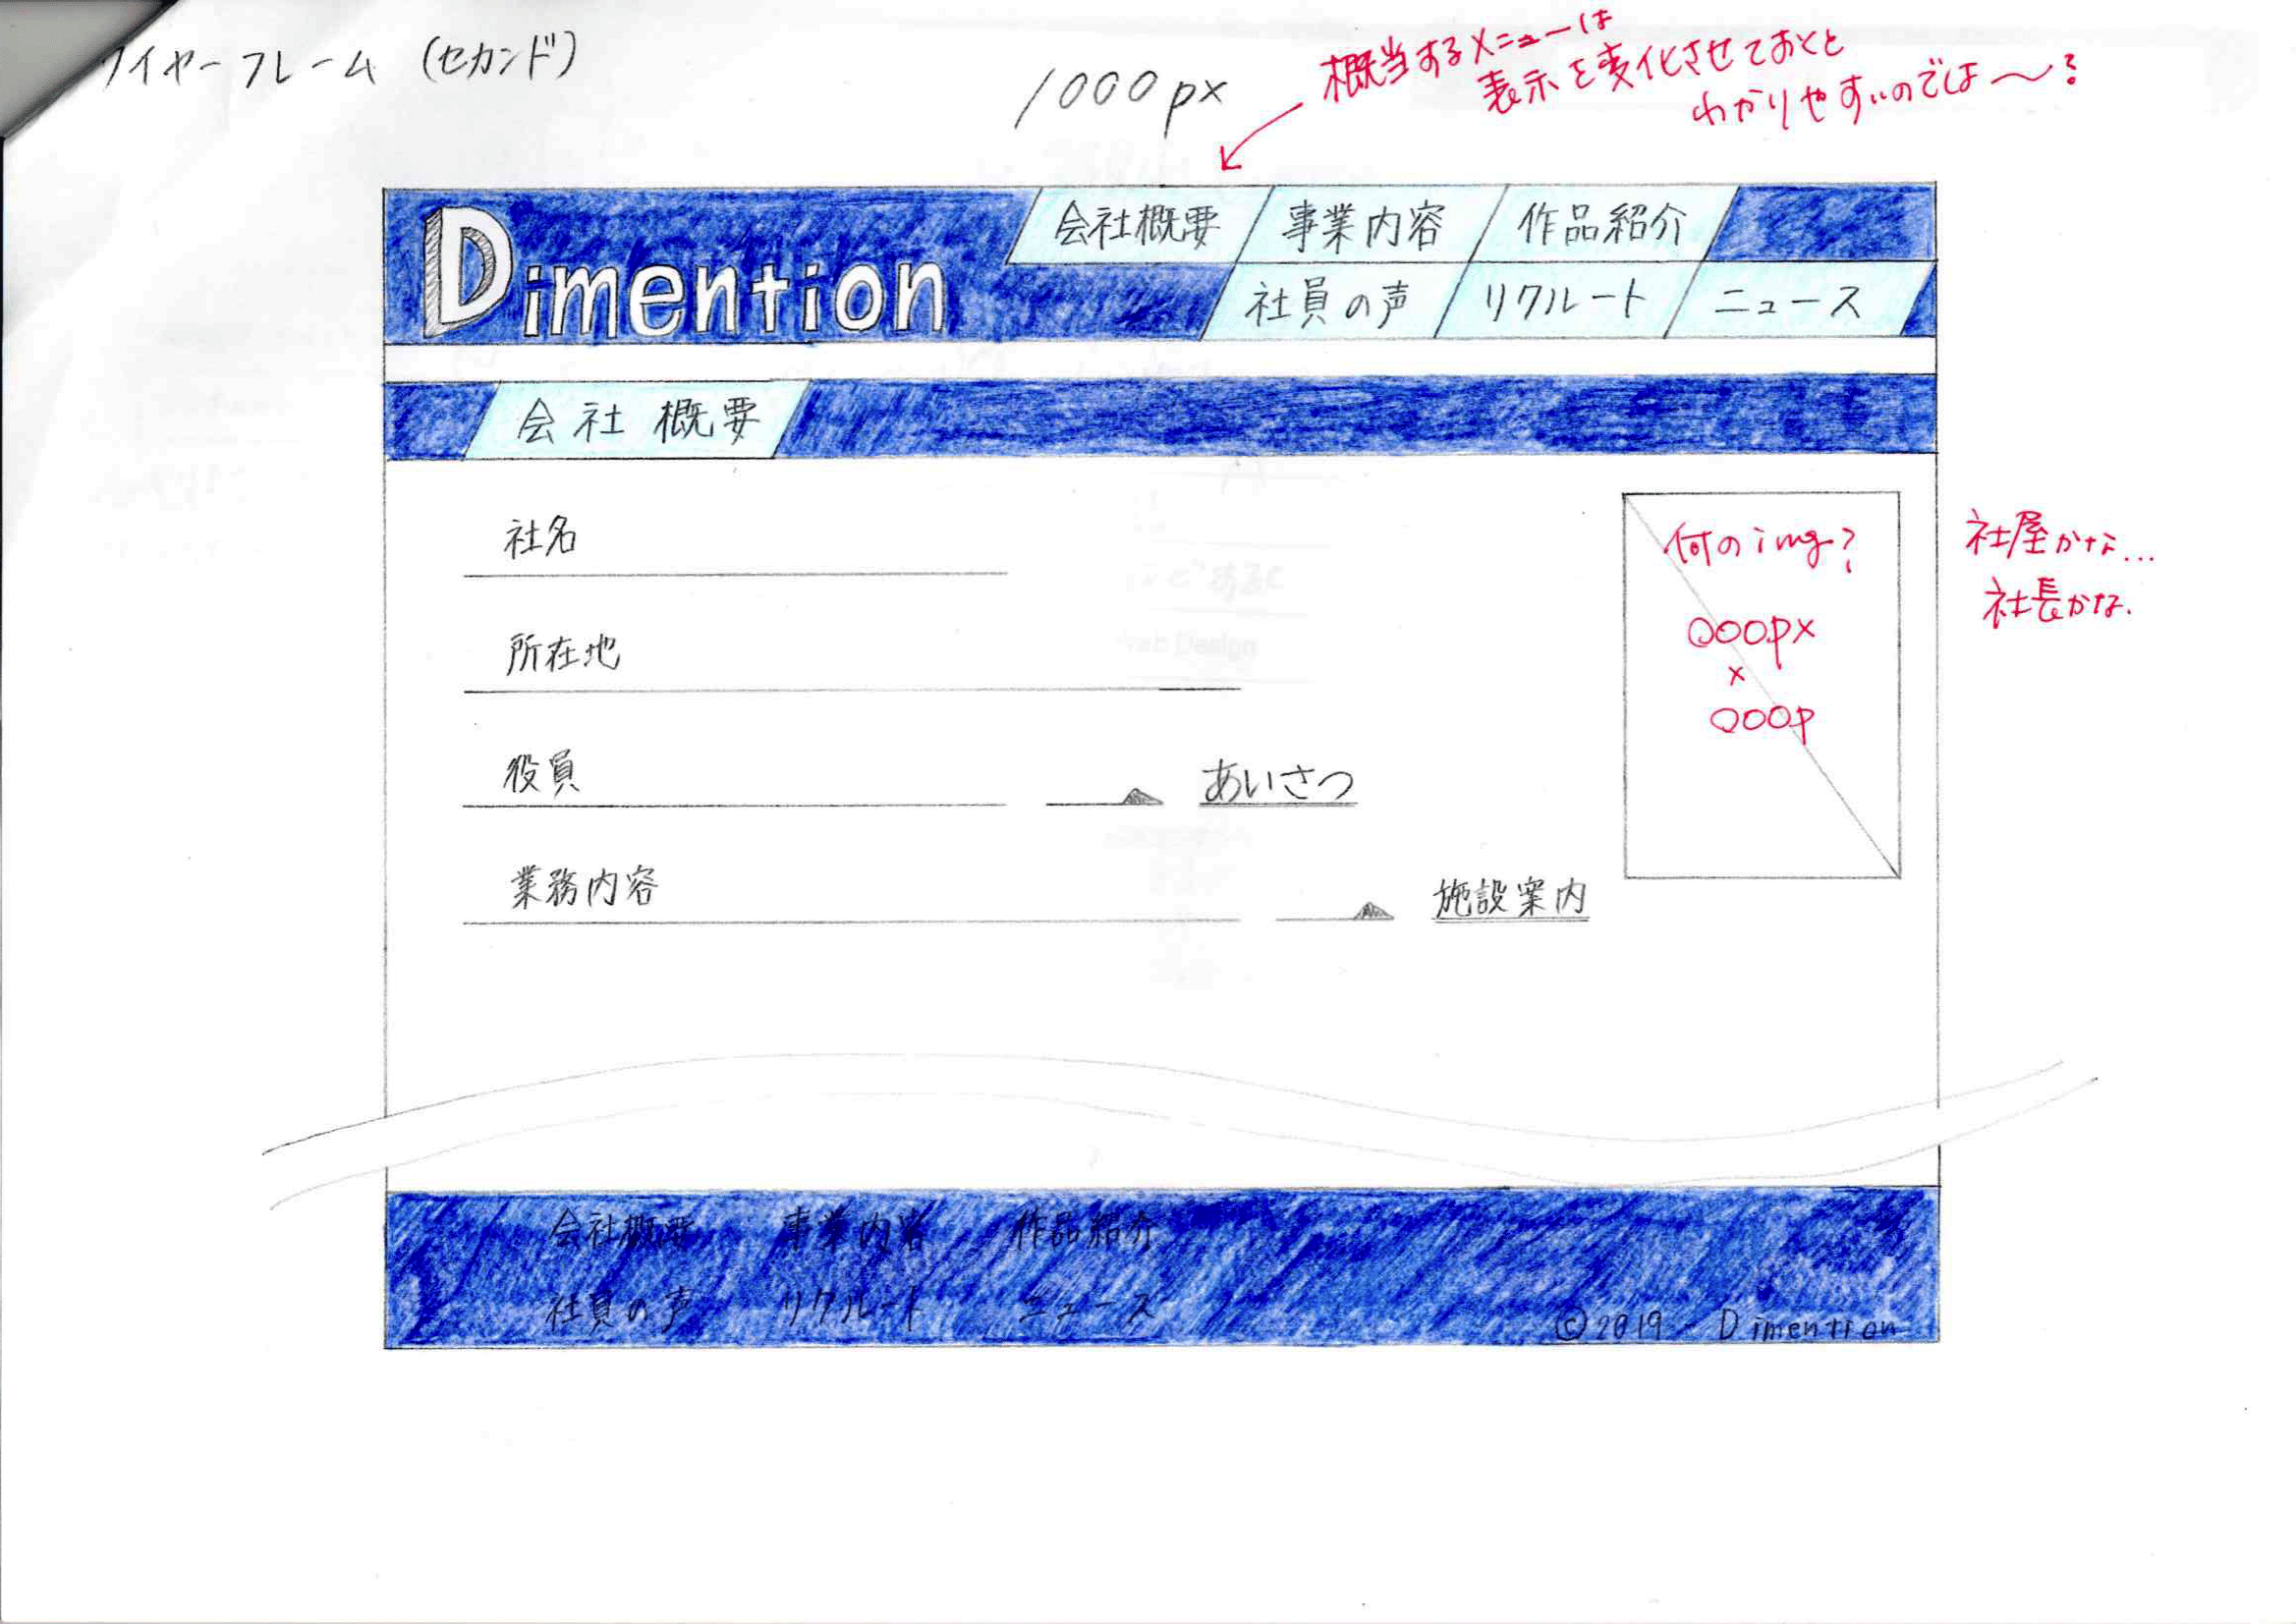 ワイヤーフレーム (セカンド)
1000px
概当するメニューは
表示を変化させておくと
わかりやすいのでは〜?
Dimention
会社概要 事業内容 作品紹介
社員の声 リクルート ニュース
会社概要
社名
所在地
役員 あいさつ
業務内容 施設案内
何のimg?
〇〇〇px
×
〇〇〇p
社屋かな...
社長かな.
会社概要 事業内容 作品紹介
社員の声 リクルート ニュース
©2019 - Dimention